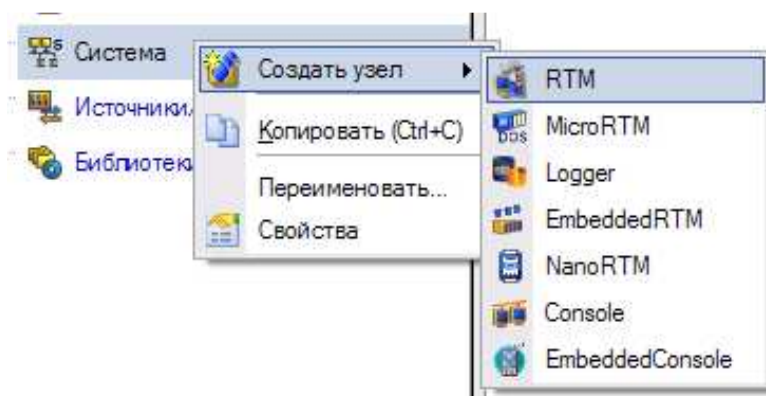 Система
Источники
Библиотеки
Создать узел
Копировать (Ctrl+C)
Переименовать...
Свойства
RTM
MicroRTM
Logger
EmbeddedRTM
NanoRTM
Console
EmbeddedConsole